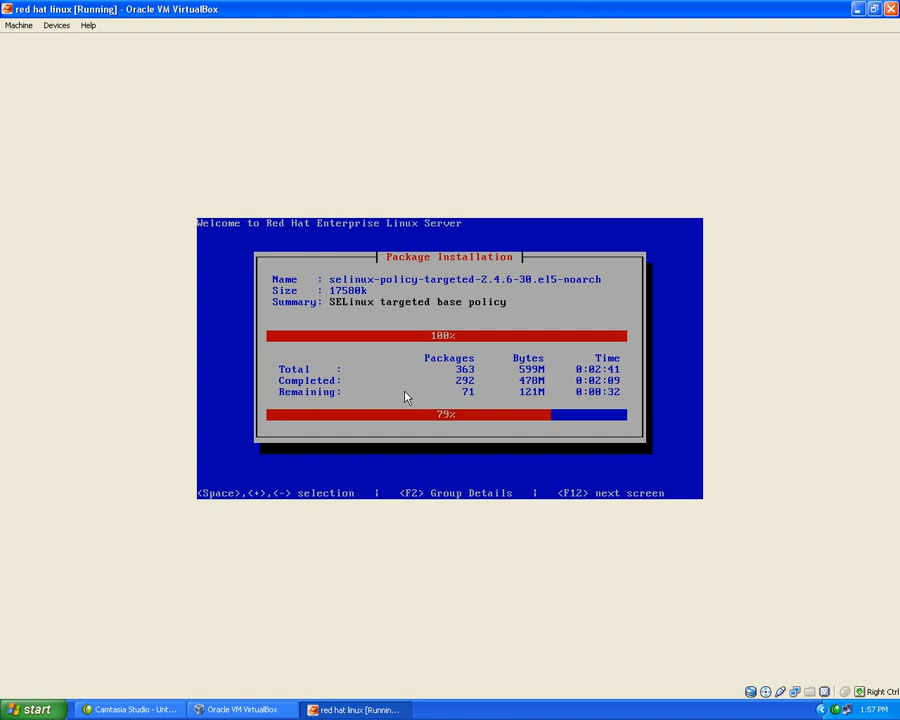 red hat linux [Running] - Oracle VM VirtualBox
Machine Devices Help
Welcome to Red Hat Enterprise Linux Server
Package Installation
Name : selinux-policy-targeted-2.4.6-30.el5-noarch
Size : 17580k
Summary: SELinux targeted base policy
100%
Packages Bytes Time
Total : 363 599M 0:02:41
Completed: 292 478M 0:02:09
Remaining: 71 121M 0:00:32
79%
<Space>,<+>,<-> selection | <F2> Group Details | <F12> next screen
Right Ctrl
start Camtasia Studio - Unt... Oracle VM VirtualBox red hat linux [Runnin... 1:57 PM